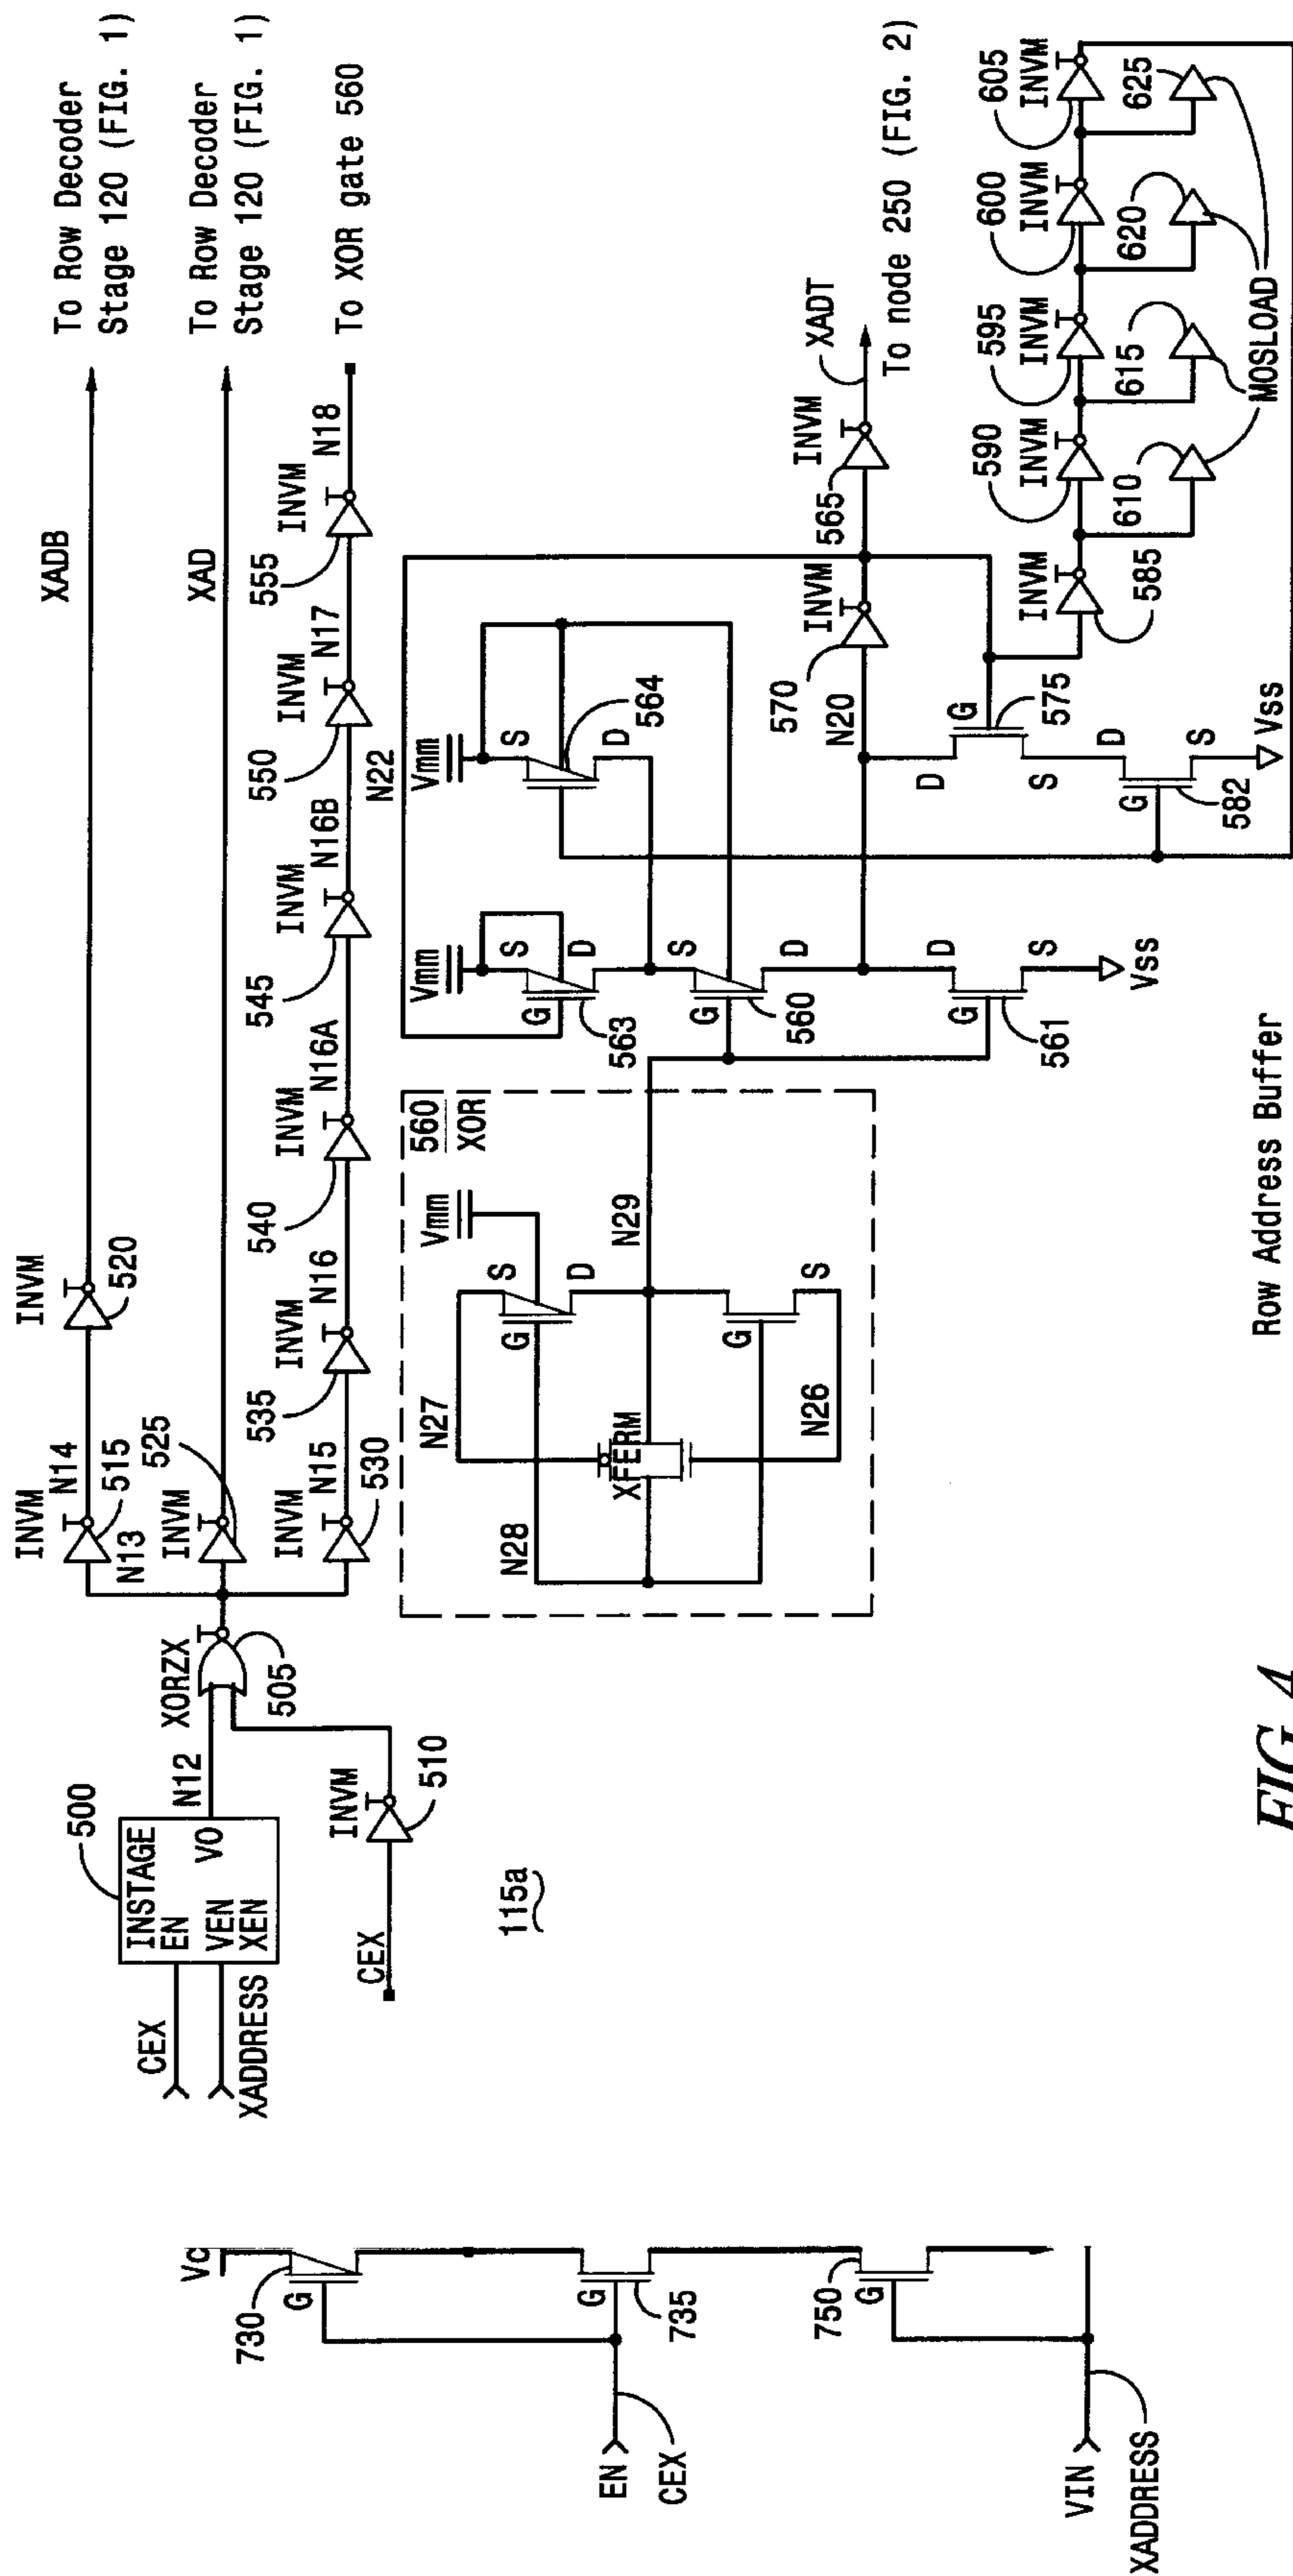 To Row Decoder
Stage 120 (FIG. 1)
XADB
To Row Decoder
Stage 120 (FIG. 1)
XAD
To XOR gate 560
INVM
520
INVM
N14
515
N13
INVM
525
INVM
530
N15
INVM
535
N16
INVM
540
N16A
INVM
545
N16B
INVM
550
N17
INVM
555
N18
XORZX
505
N12
500
INSTAGE
EN
VEN
XEN
VO
CEX
XADDRESS
INVM
510
CEX
115a
560
XOR
Vmm
N27
N28
XFERM
N26
N29
G
S
D
G
S
N22
Vmm
S
G
D
563
Vmm
S
D
564
S
G
D
560
D
G
S
561
Vss
N20
570
INVM
565
INVM
XADT
To node 250 (FIG. 2)
D
G
S
575
D
G
S
582
Vss
INVM
585
INVM
590
INVM
595
INVM
600
INVM
605
610
615
620
625
MOSLOAD
MOSLOAD
Vc
730
G
G
735
750
G
EN
CEX
VIN
XADDRESS
Row Address Buffer
FIG. 4